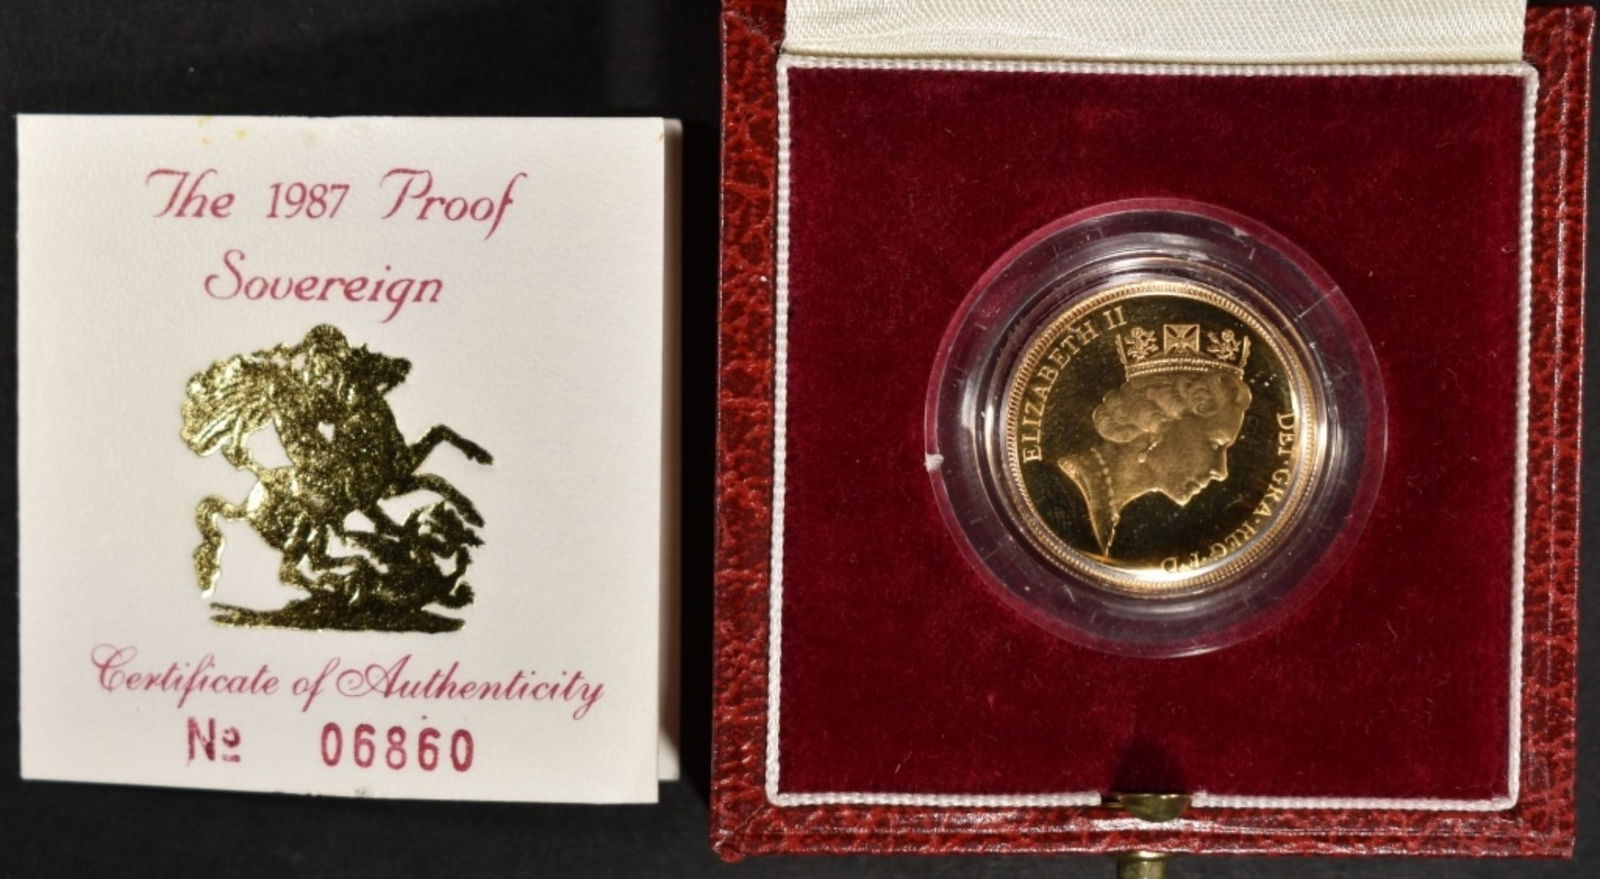 The 1987 Proof
Sovereign
Certificate of Authenticity
№ 06860
ELIZABETH II
DEI·GRA·REG·F·D